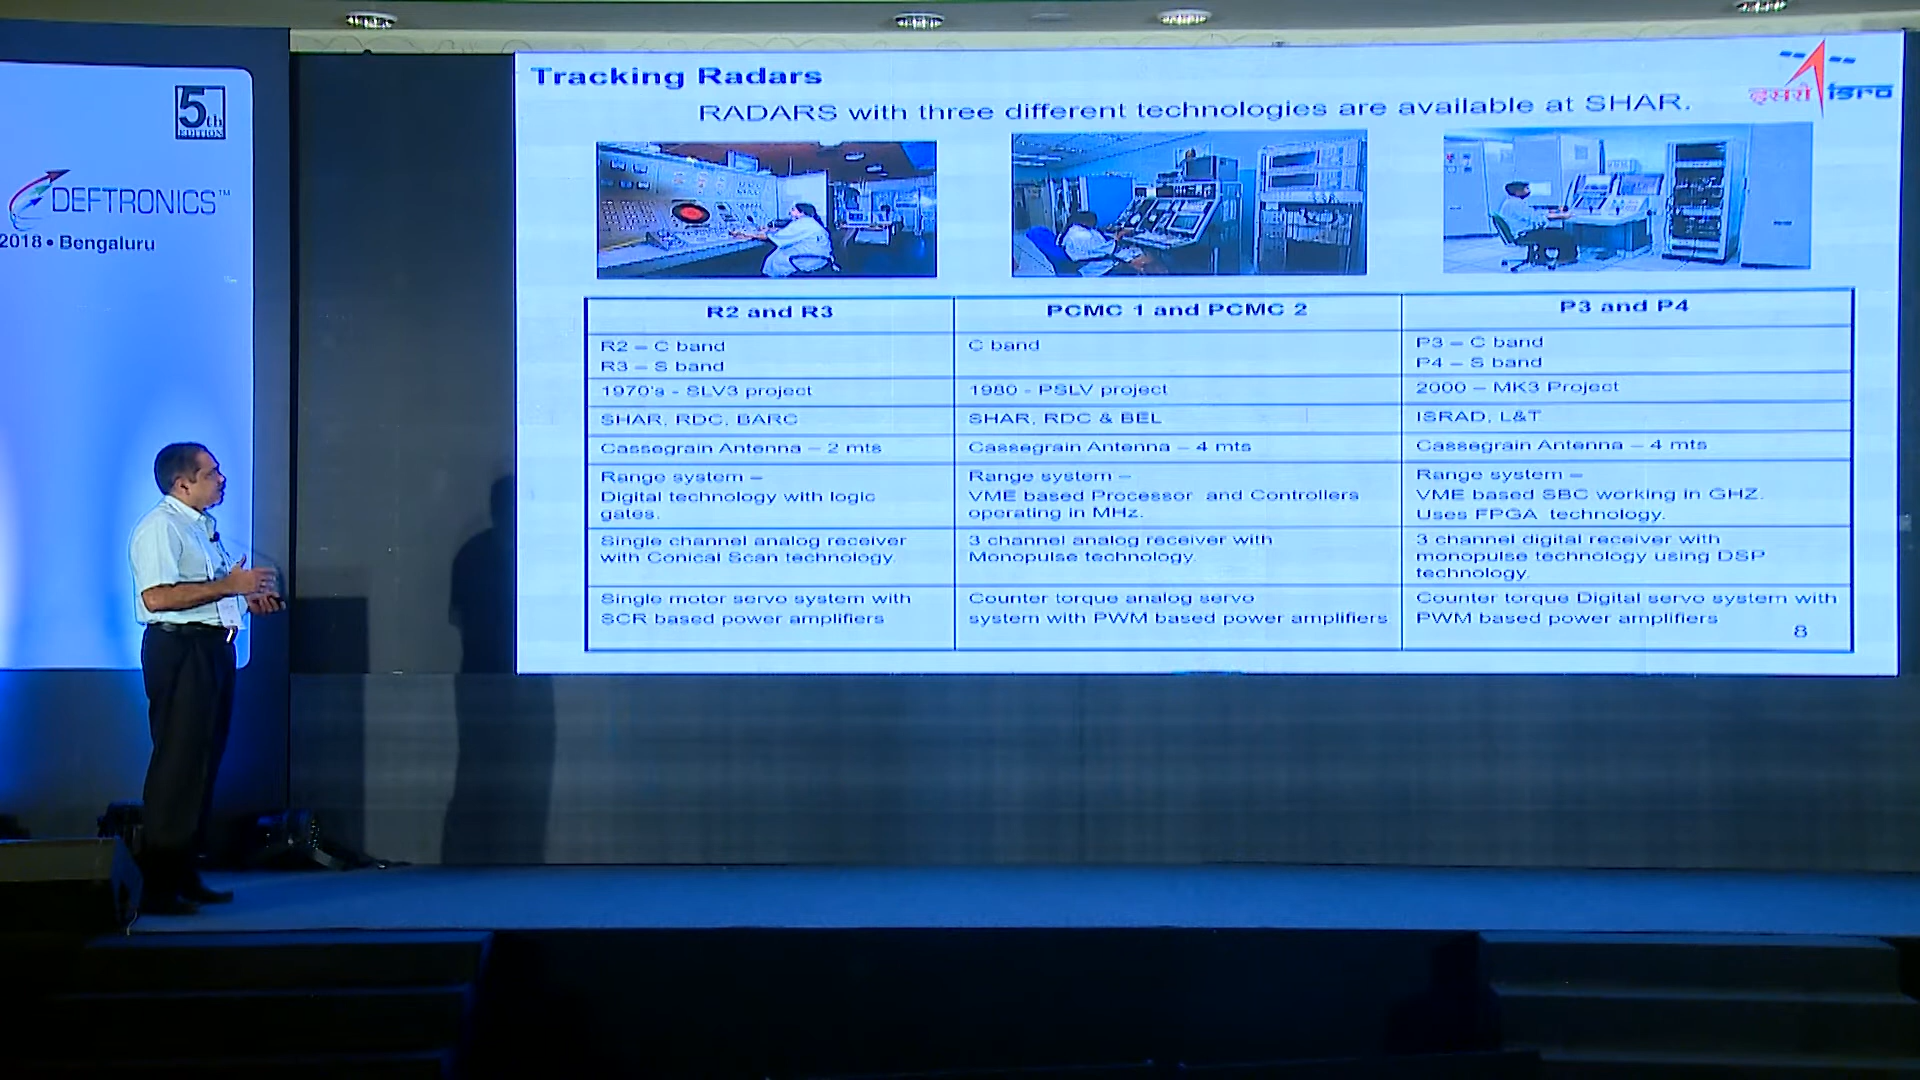 5th
EDITION
DEFTRONICS™
2018 • Bengaluru
Tracking Radars
इसरो isro
RADARS with three different technologies are available at SHAR.
R2 and R3
PCMC 1 and PCMC 2
P3 and P4
R2 – C band
R3 – S band
C band
P3 – C band
P4 – S band
1970's - SLV3 project
1980 - PSLV project
2000 – MK3 Project
SHAR, RDC, BARC
SHAR, RDC & BEL
ISRAD, L&T
Cassegrain Antenna – 2 mts
Cassegrain Antenna – 4 mts
Cassegrain Antenna – 4 mts
Range system –
Digital technology with logic
gates.
Range system –
VME based Processor and Controllers
operating in MHz.
Range system –
VME based SBC working in GHZ.
Uses FPGA technology.
Single channel analog receiver
with Conical Scan technology.
3 channel analog receiver with
Monopulse technology.
3 channel digital receiver with
monopulse technology using DSP
technology.
Single motor servo system with
SCR based power amplifiers
Counter torque analog servo
system with PWM based power amplifiers
Counter torque Digital servo system with
PWM based power amplifiers
8